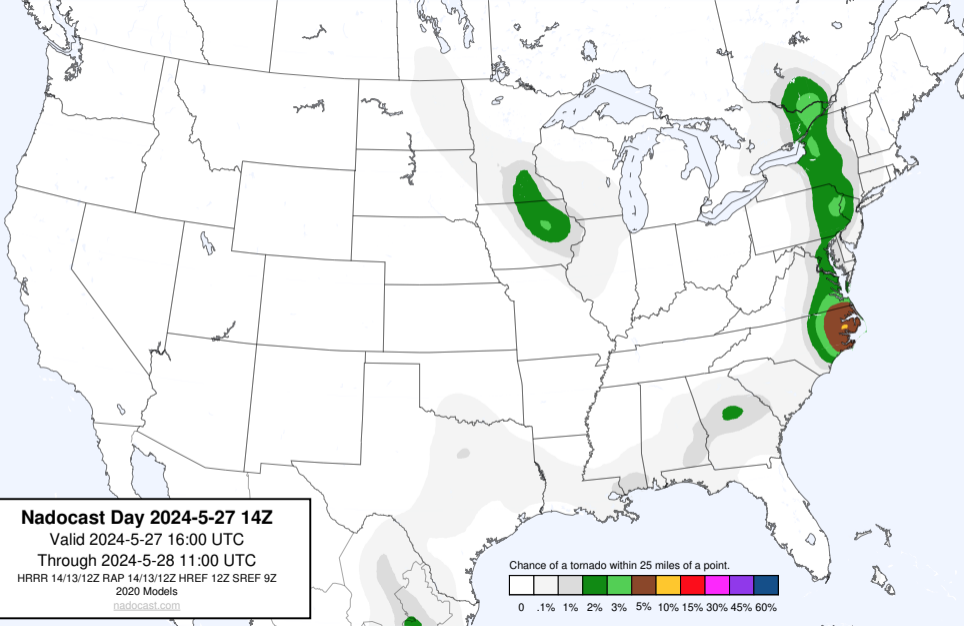 Nadocast Day 2024-5-27 14Z
Valid 2024-5-27 16:00 UTC
Through 2024-5-28 11:00 UTC
HRRR 14/13/12Z RAP 14/13/12Z HREF 12Z SREF 9Z
2020 Models
nadocast.com
Chance of a tornado within 25 miles of a point.
0 .1% 1% 2% 3% 5% 10% 15% 30% 45% 60%